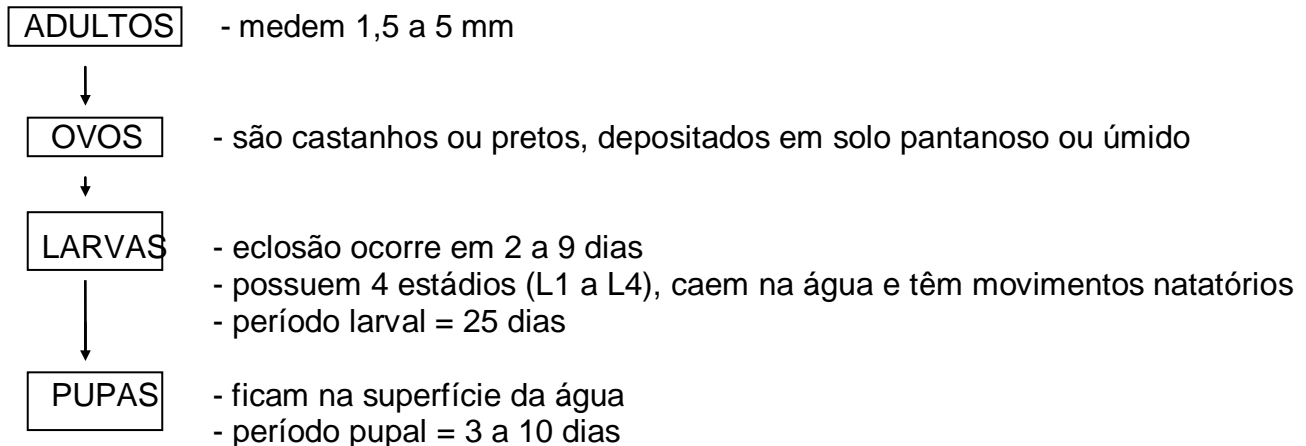 ADULTOS - medem 1,5 a 5 mm
OVOS - são castanhos ou pretos, depositados em solo pantanoso ou úmido
LARVAS - eclosão ocorre em 2 a 9 dias
- possuem 4 estádios (L1 a L4), caem na água e têm movimentos natatórios
- período larval = 25 dias
PUPAS - ficam na superfície da água
- período pupal = 3 a 10 dias